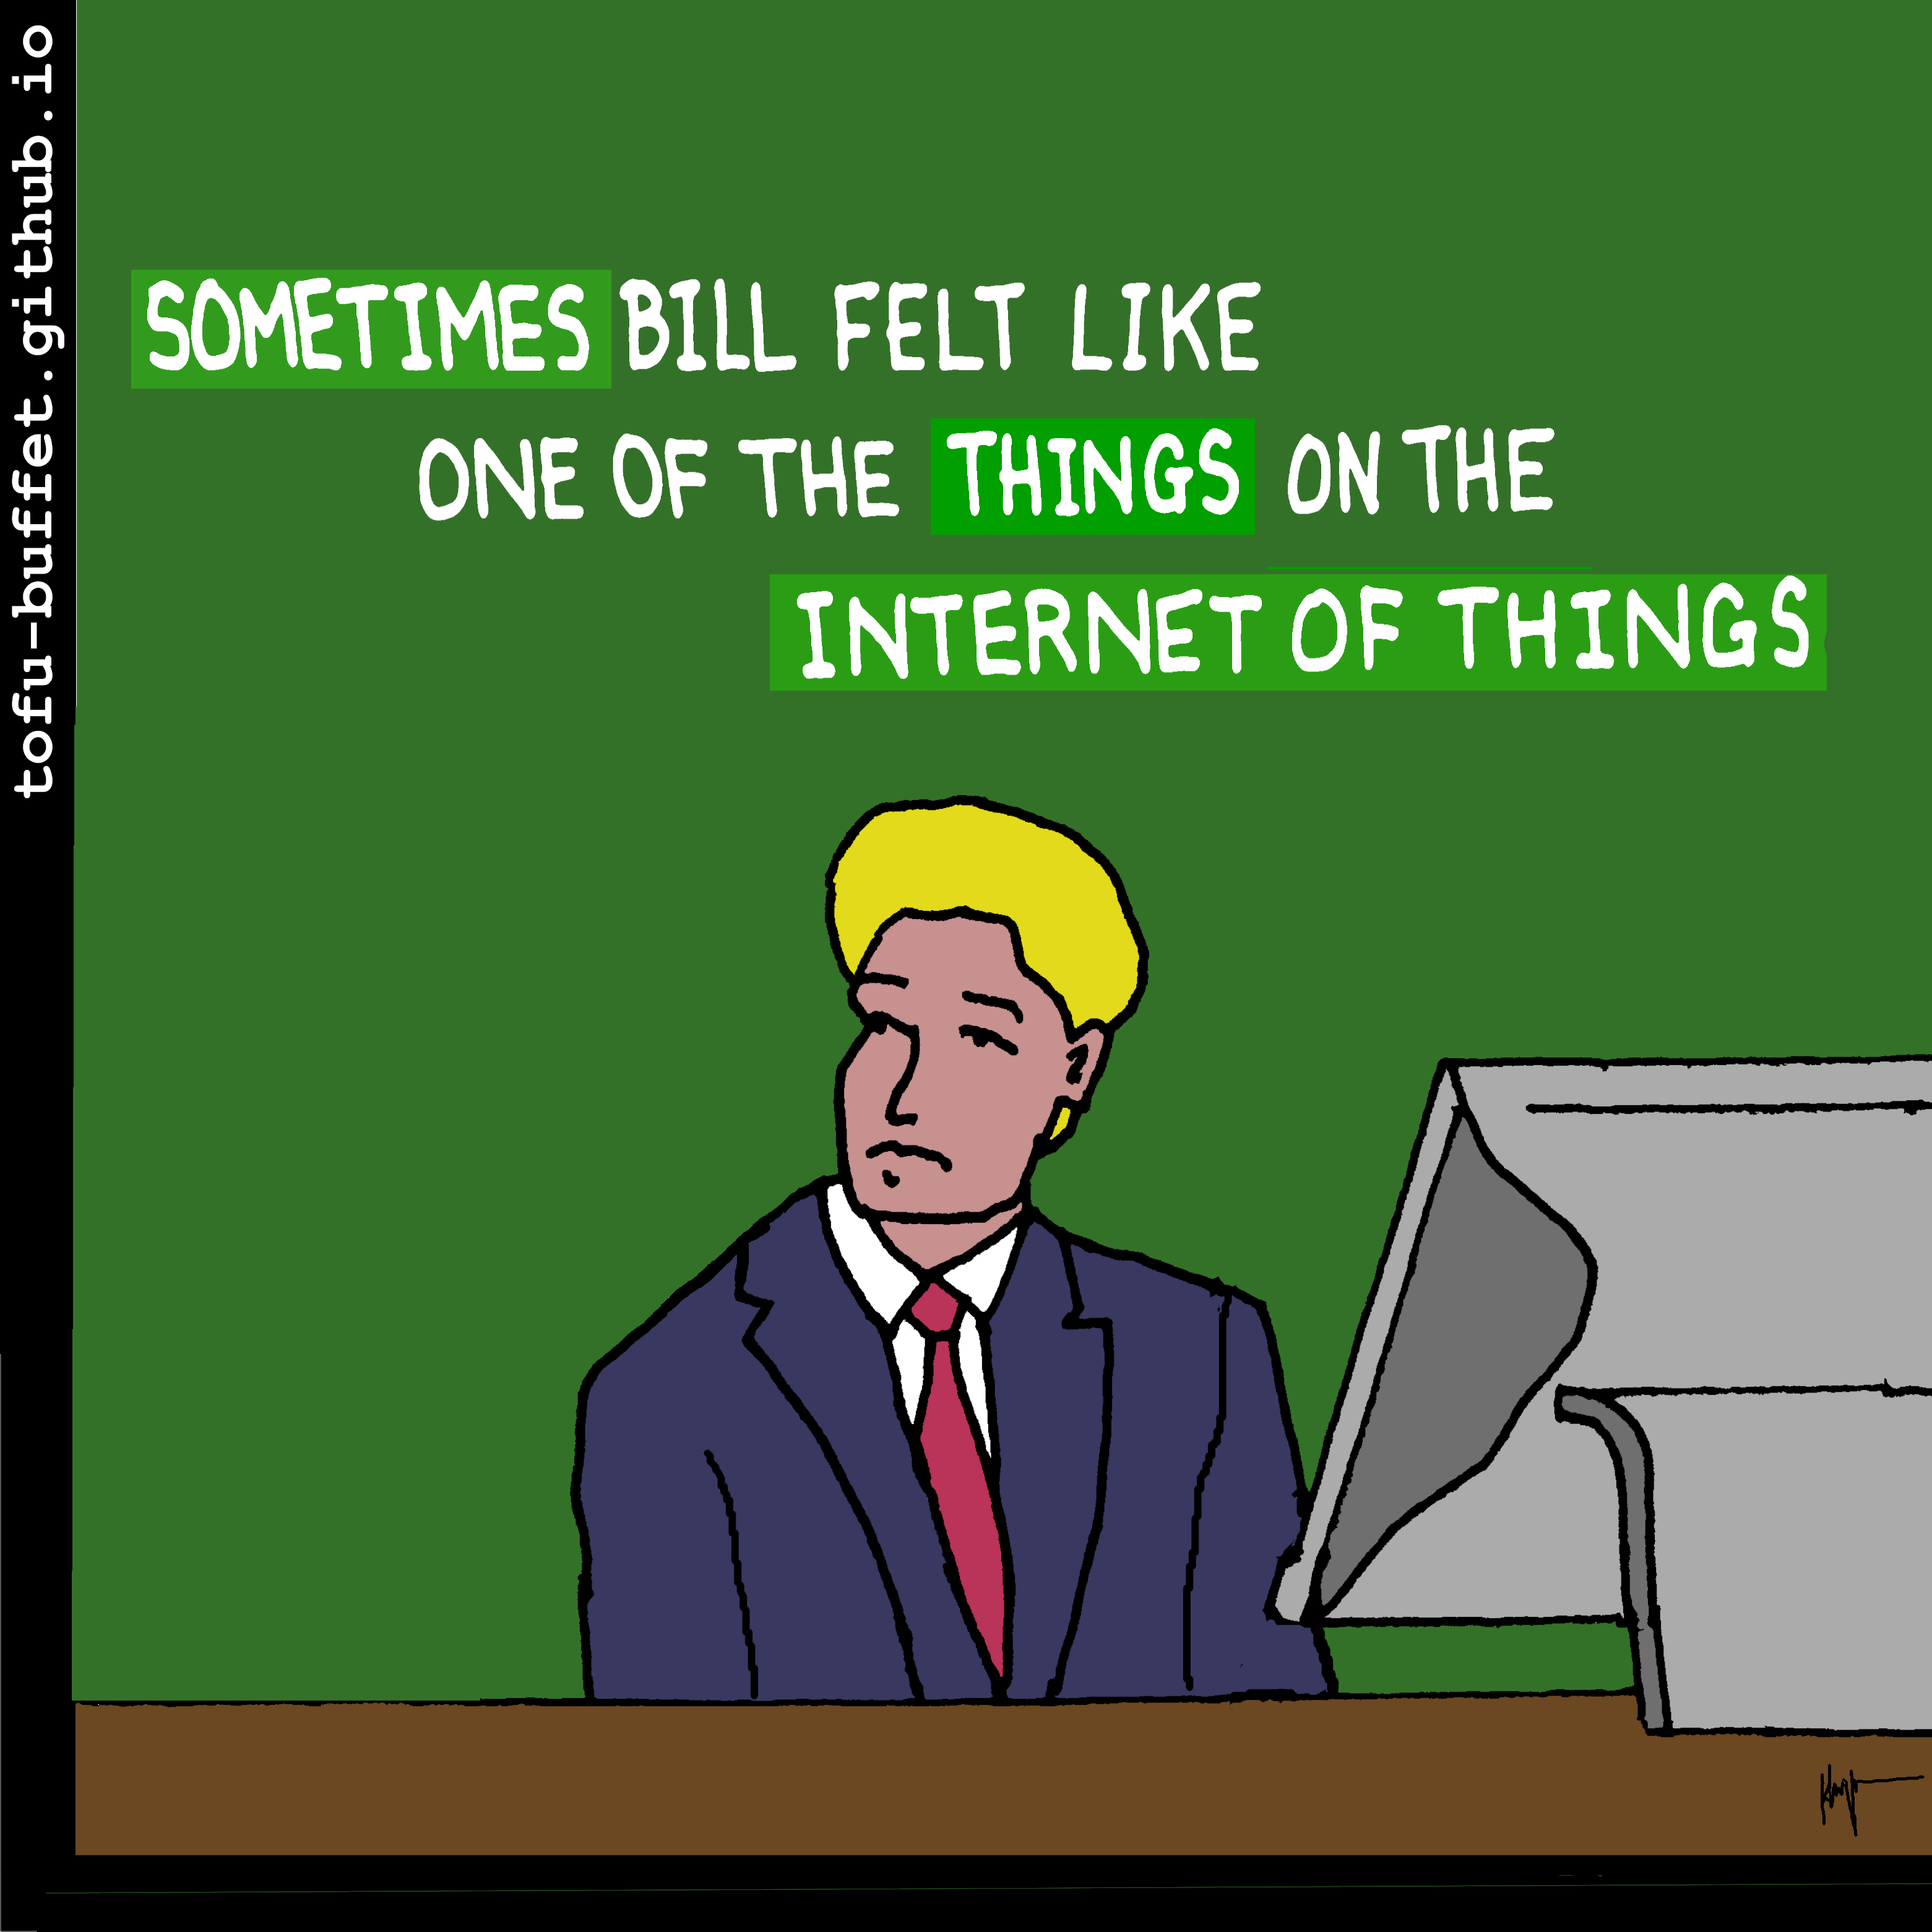 tofu-buffet.github.io
SOMETIMES BILL FELT LIKE
ONE OF THE THINGS ON THE
INTERNET OF THINGS